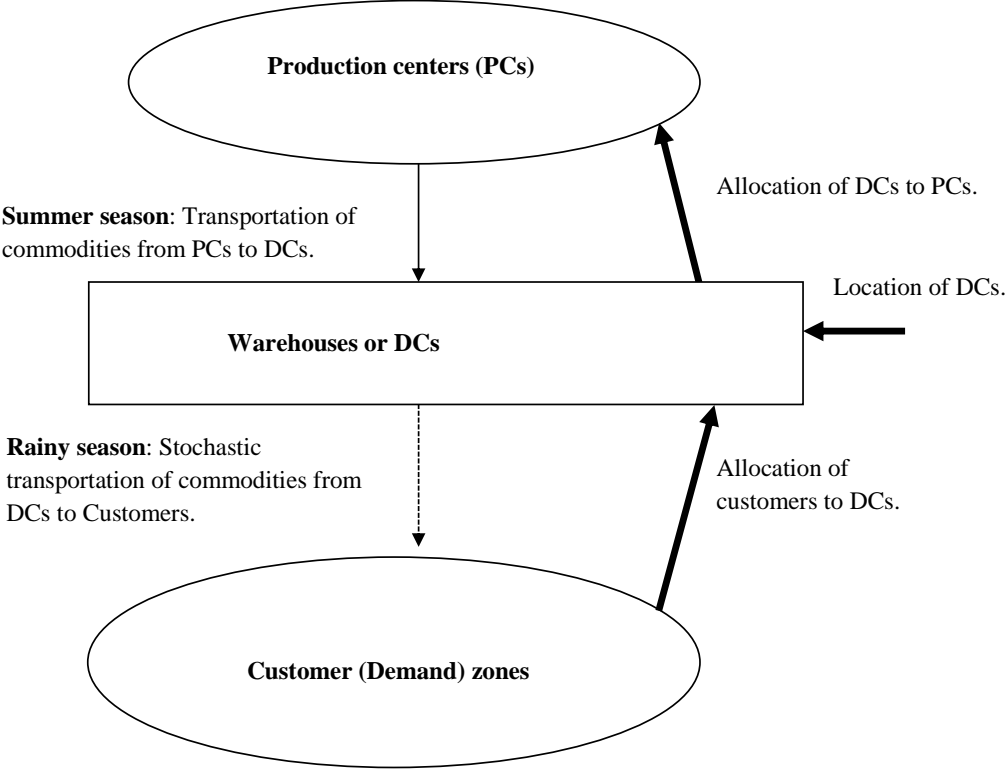 Production centers (PCs)
Allocation of DCs to PCs.
Summer season: Transportation of
commodities from PCs to DCs.
Location of DCs.
Warehouses or DCs
Rainy season: Stochastic
transportation of commodities from
DCs to Customers.
Allocation of
customers to DCs.
Customer (Demand) zones